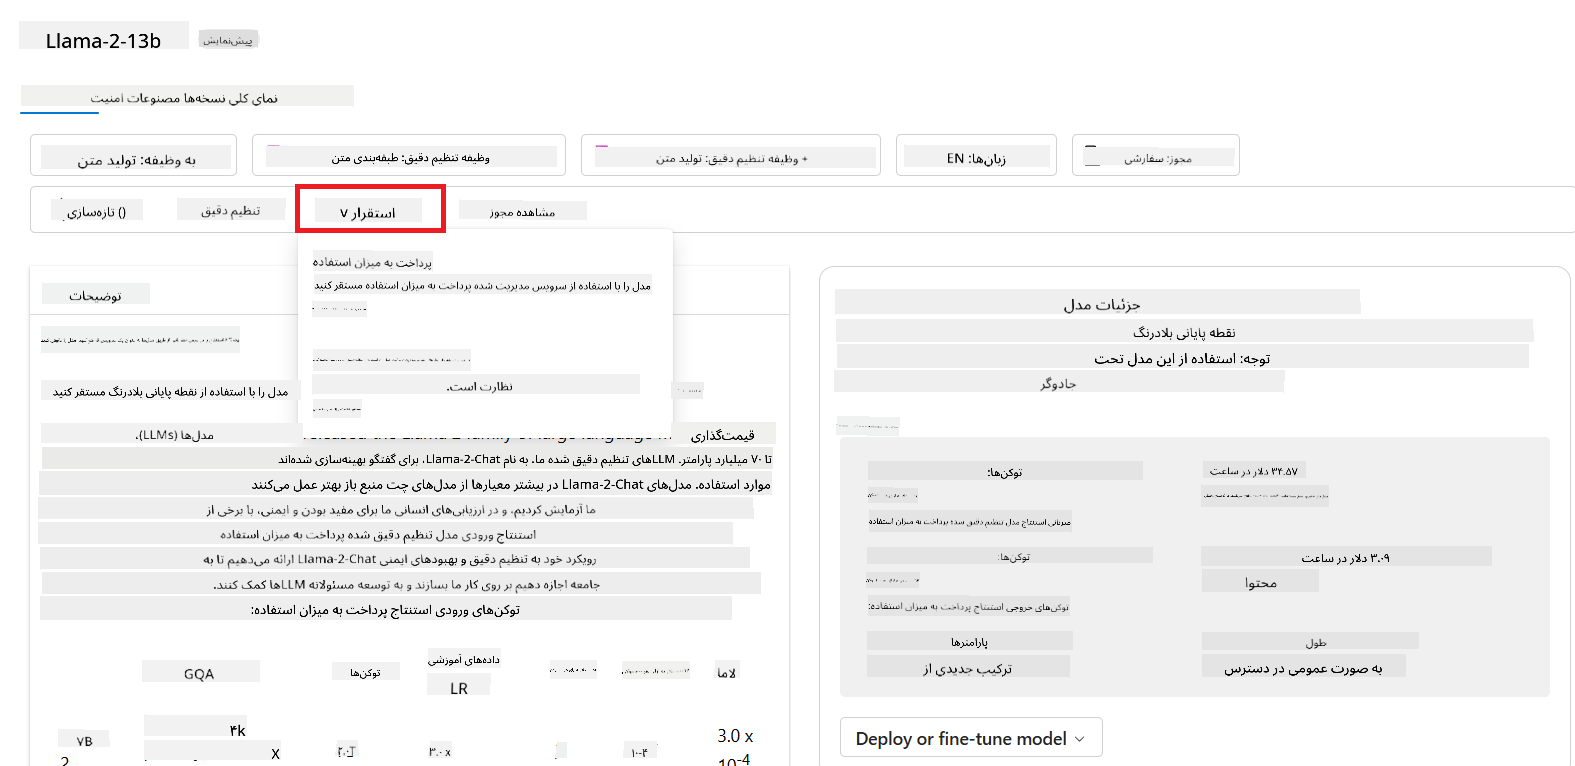 Llama-2-13b
پیش‌نمایش
نمای کلی نسخه‌ها مصنوعات امنیت
به وظیفه: تولید متن
وظیفه تنظیم دقیق: طبقه‌بندی متن
+ وظیفه تنظیم دقیق: تولید متن
زبان‌ها: EN
مجوز: سفارشی
() تازه‌سازی
تنظیم دقیق
استقرار ∨
مشاهده مجوز
پرداخت به میزان استفاده
مدل را با استفاده از سرویس مدیریت شده پرداخت به میزان استفاده مستقر کنید
نظارت است.
توضیحات
مدل را با استفاده از نقطه پایانی بلادرنگ مستقر کنید
مدل‌ها (LLMs)،
قیمت‌گذاری
تا ۷۰ میلیارد پارامتر. LLMهای تنظیم دقیق شده ما، به نام Llama-2-Chat، برای گفتگو بهینه‌سازی شده‌اند
موارد استفاده. مدل‌های Llama-2-Chat در بیشتر معیارها از مدل‌های چت منبع باز بهتر عمل می‌کنند
ما آزمایش کردیم، و در ارزیابی‌های انسانی ما برای مفید بودن و ایمنی، با برخی از
استنتاج ورودی مدل تنظیم دقیق شده پرداخت به میزان استفاده
رویکرد خود به تنظیم دقیق و بهبودهای ایمنی Llama-2-Chat ارائه می‌دهیم تا به
جامعه اجازه دهیم بر روی کار ما بسازند و به توسعه مسئولانه LLMها کمک کنند.
توکن‌های ورودی استنتاج پرداخت به میزان استفاده:
GQA
توکن‌ها
داده‌های آموزشی
LR
لاما
۷B
2
۴k
X
۲.۰T
۳.۰ x
۱۰-۴
3.0 x
10-4
جزئیات مدل
نقطه پایانی بلادرنگ
توجه: استفاده از این مدل تحت
جادوگر
توکن‌ها:
۳۴.۵۷ دلار در ساعت
میزبانی استنتاج مدل تنظیم دقیق شده پرداخت به میزان استفاده
توکن‌ها:
۳.۰۹ دلار در ساعت
محتوا
توکن‌های خروجی استنتاج پرداخت به میزان استفاده:
پارامترها
طول
ترکیب جدیدی از
به صورت عمومی در دسترس
Deploy or fine-tune model